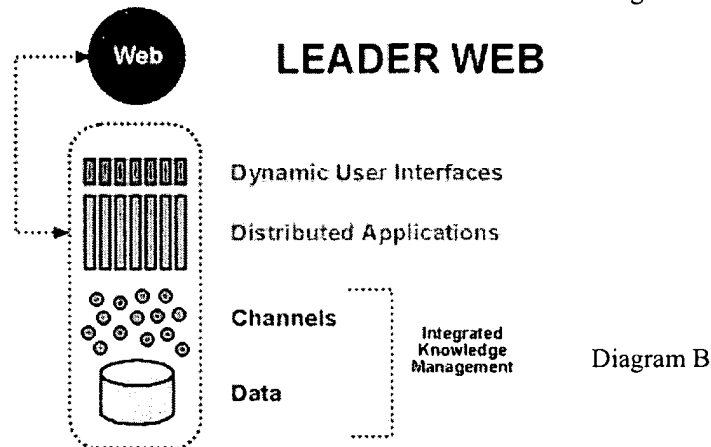 g
Web
LEADER WEB
Dynamic User Interfaces
Distributed Applications
Channels
Integrated
Knowledge
Management
Diagram B
Data